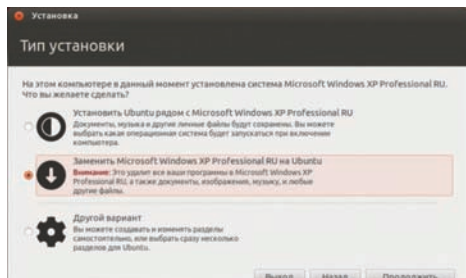 Установка
Тип установки
На этом компьютере в данный момент установлена система Microsoft Windows XP Professional RU.
Что вы желаете сделать?
Установить Ubuntu рядом с Microsoft Windows XP Professional RU
Документы, музыка и другие личные файлы будут сохранены. Вы можете
выбрать какая операционная система будет запускаться при включении
компьютера.
Заменить Microsoft Windows XP Professional RU на Ubuntu
Внимание: Это удалит все ваши программы в Microsoft Windows XP
Professional RU, а также документы, изображения, музыку, и любые
другие файлы.
Другой вариант
Вы можете создавать и изменять разделы
самостоятельно, или выбрать сразу несколько
разделов для Ubuntu.
Выход Назад Продолжить